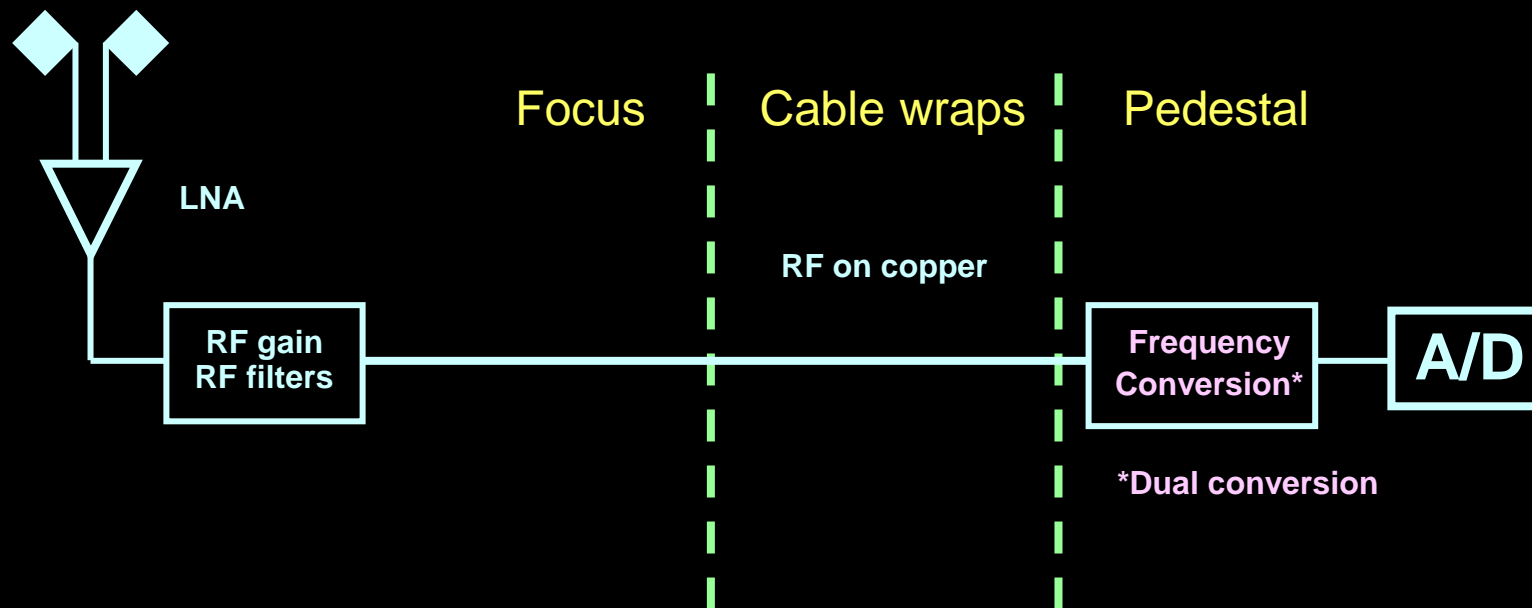 Focus
Cable wraps
Pedestal
LNA
RF on copper
RF gain
RF filters
Frequency
Conversion*
A/D
*Dual conversion